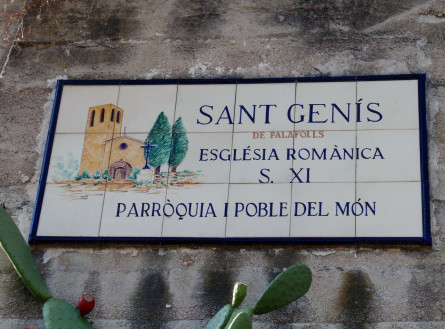 SANT GENÍS
DE PALAFOLLS
ESGLÉSIA ROMÀNICA
S. XI
PARRÒQUIA I POBLE DEL MÓN